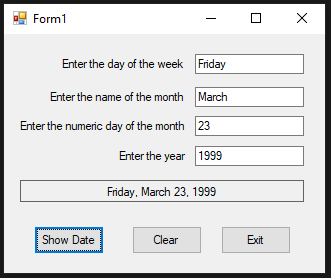 Form1
Enter the day of the week Friday
Enter the name of the month March
Enter the numeric day of the month 23
Enter the year 1999
Friday, March 23, 1999
Show Date Clear Exit